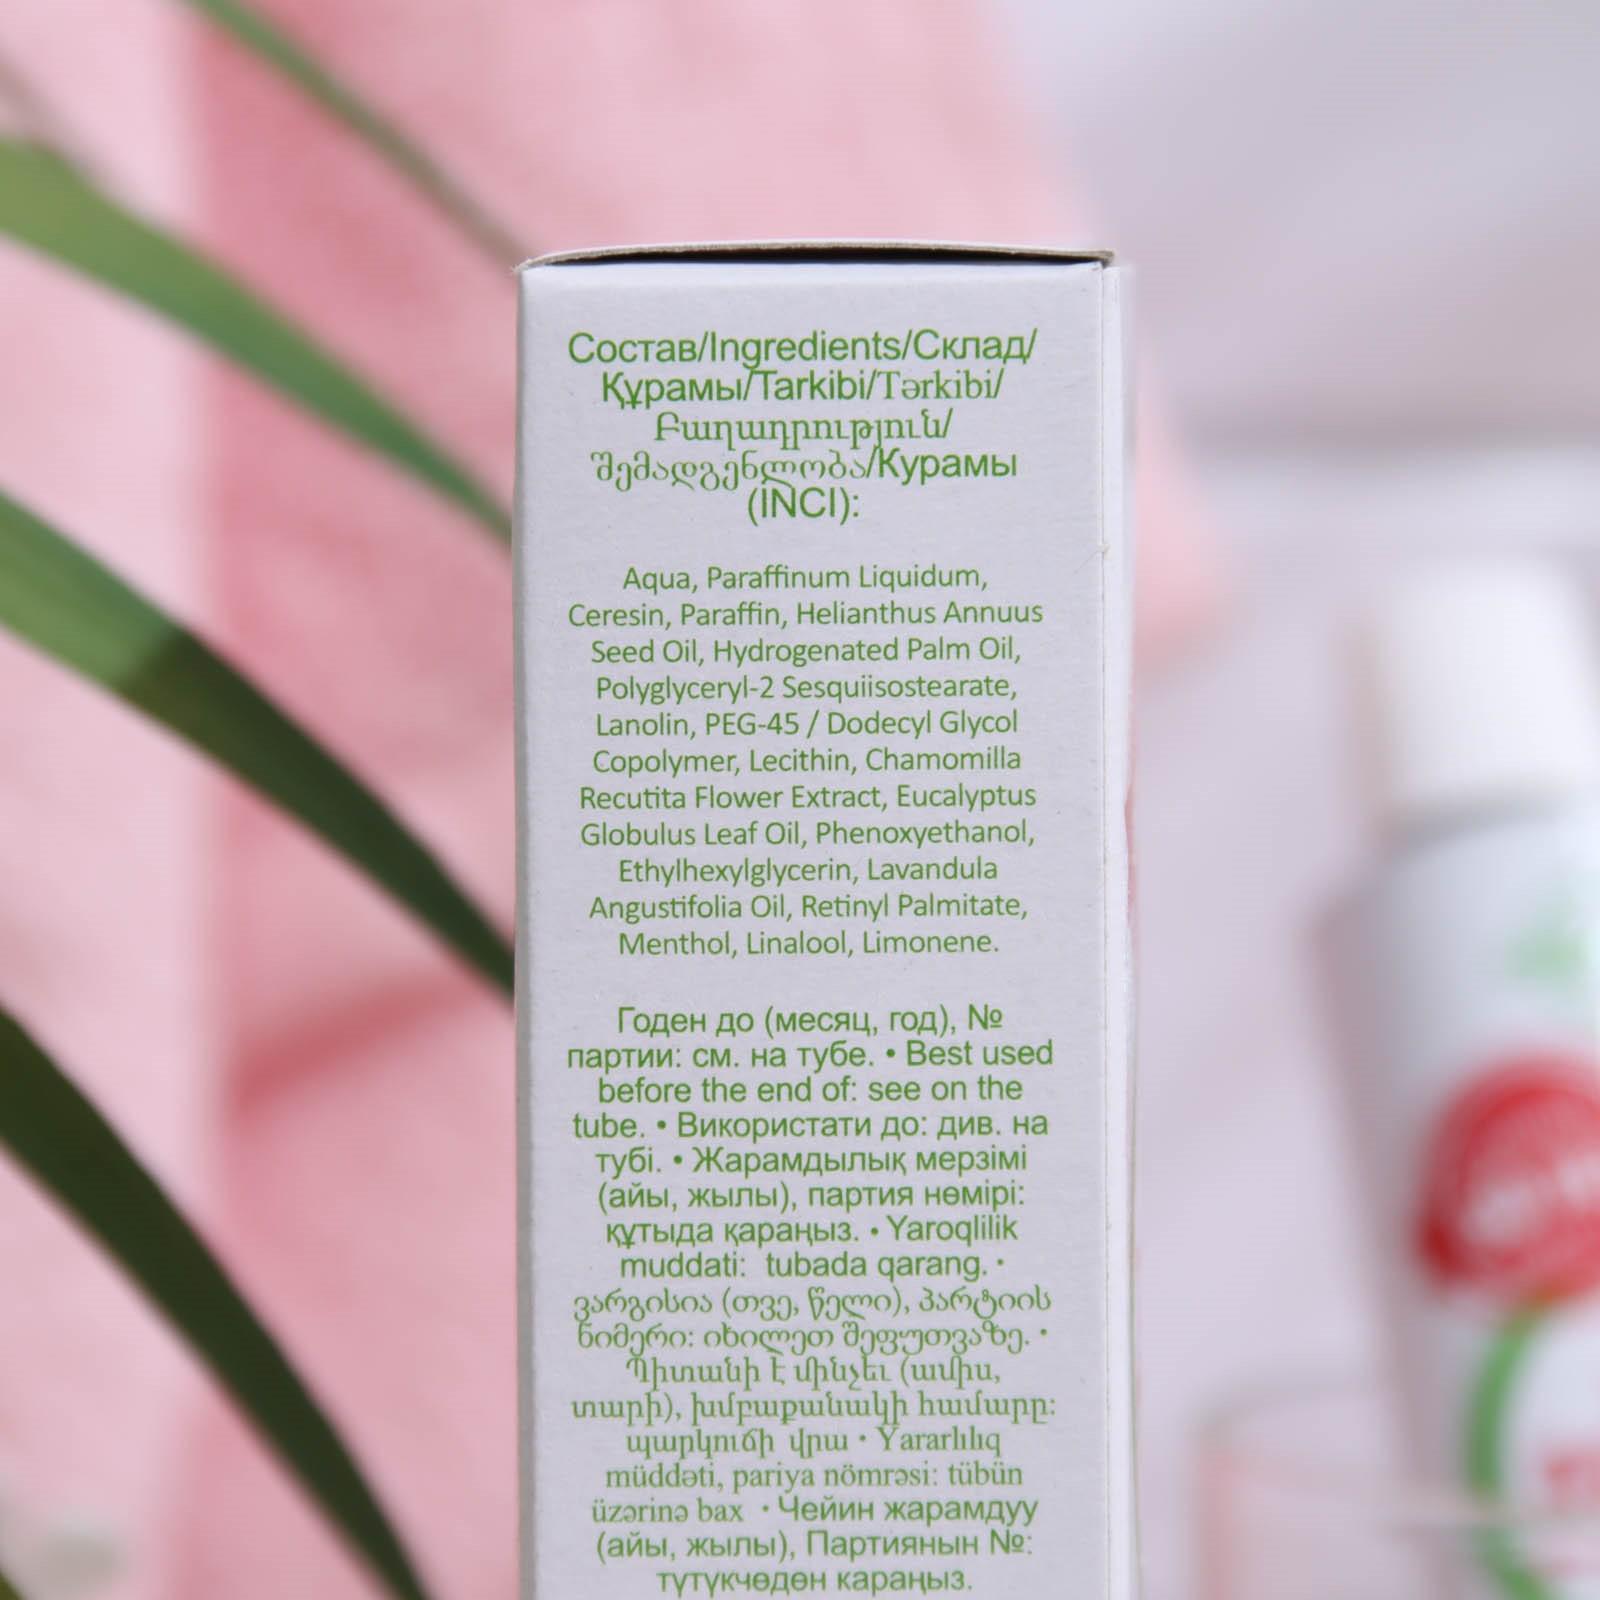 Состав/Ingredients/Склад/
Құрамы/Tarkibi/Tərkibi/
Բաղադրություն/
შემადგენლობა/Курамы
(INCI):
Aqua, Paraffinum Liquidum,
Ceresin, Paraffin, Helianthus Annuus
Seed Oil, Hydrogenated Palm Oil,
Polyglyceryl-2 Sesquiisostearate,
Lanolin, PEG-45 / Dodecyl Glycol
Copolymer, Lecithin, Chamomilla
Recutita Flower Extract, Eucalyptus
Globulus Leaf Oil, Phenoxyethanol,
Ethylhexylglycerin, Lavandula
Angustifolia Oil, Retinyl Palmitate,
Menthol, Linalool, Limonene.
Годен до (месяц, год), №
партии: см. на тубе. • Best used
before the end of: see on the
tube. • Використати до: див. на
тубі. • Жарамдылық мерзімі
(айы, жылы), партия нөмірі:
құтыда қараңыз. • Yaroqlilik
muddati: tubada qarang. •
ვარგისია (თვე, წელი), პარტიის
ნიმერი: იხილეთ შეფუთვაზე. •
Պիտանի է մինչեւ (ամիս,
տարի), խմբաքանակի համարը:
պարկուճի վրա • Yararlılıq
müddəti, pariya nömrəsi: tübün
üzərinə bax • Чейин жарамдуу
(айы, жылы), Партиянын №:
түтүкчөдөн караңыз.